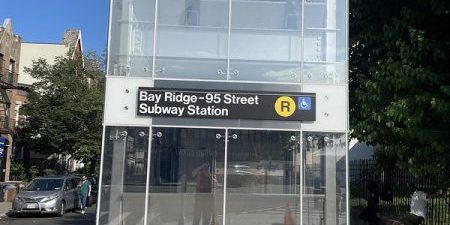 Bay Ridge-95 Street
Subway Station
R